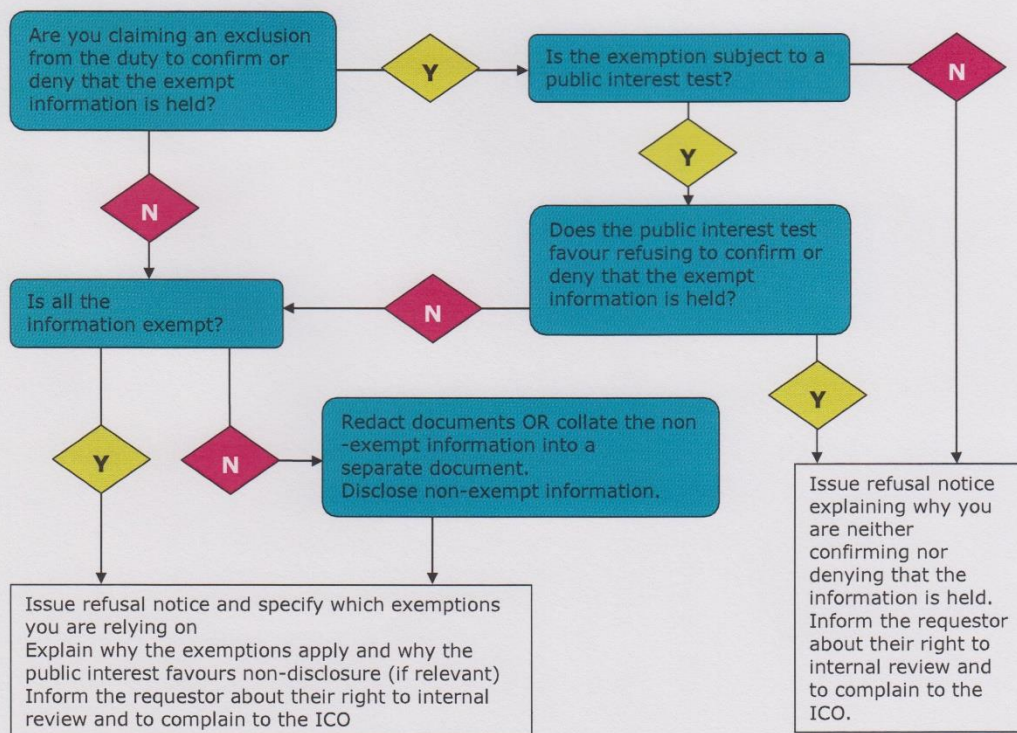 Are you claiming an exclusion
from the duty to confirm or
deny that the exempt
information is held?
Y
Is the exemption subject to a
public interest test?
N
Y
N
Does the public interest test
favour refusing to confirm or
deny that the exempt
information is held?
Is all the
information exempt?
N
Y
Y
N
Redact documents OR collate the non
-exempt information into a
separate document.
Disclose non-exempt information.
Issue refusal notice
explaining why you
are neither
confirming nor
denying that the
information is held.
Inform the requestor
about their right to
internal review and
to complain to the
ICO.
Issue refusal notice and specify which exemptions
you are relying on
Explain why the exemptions apply and why the
public interest favours non-disclosure (if relevant)
Inform the requestor about their right to internal
review and to complain to the ICO